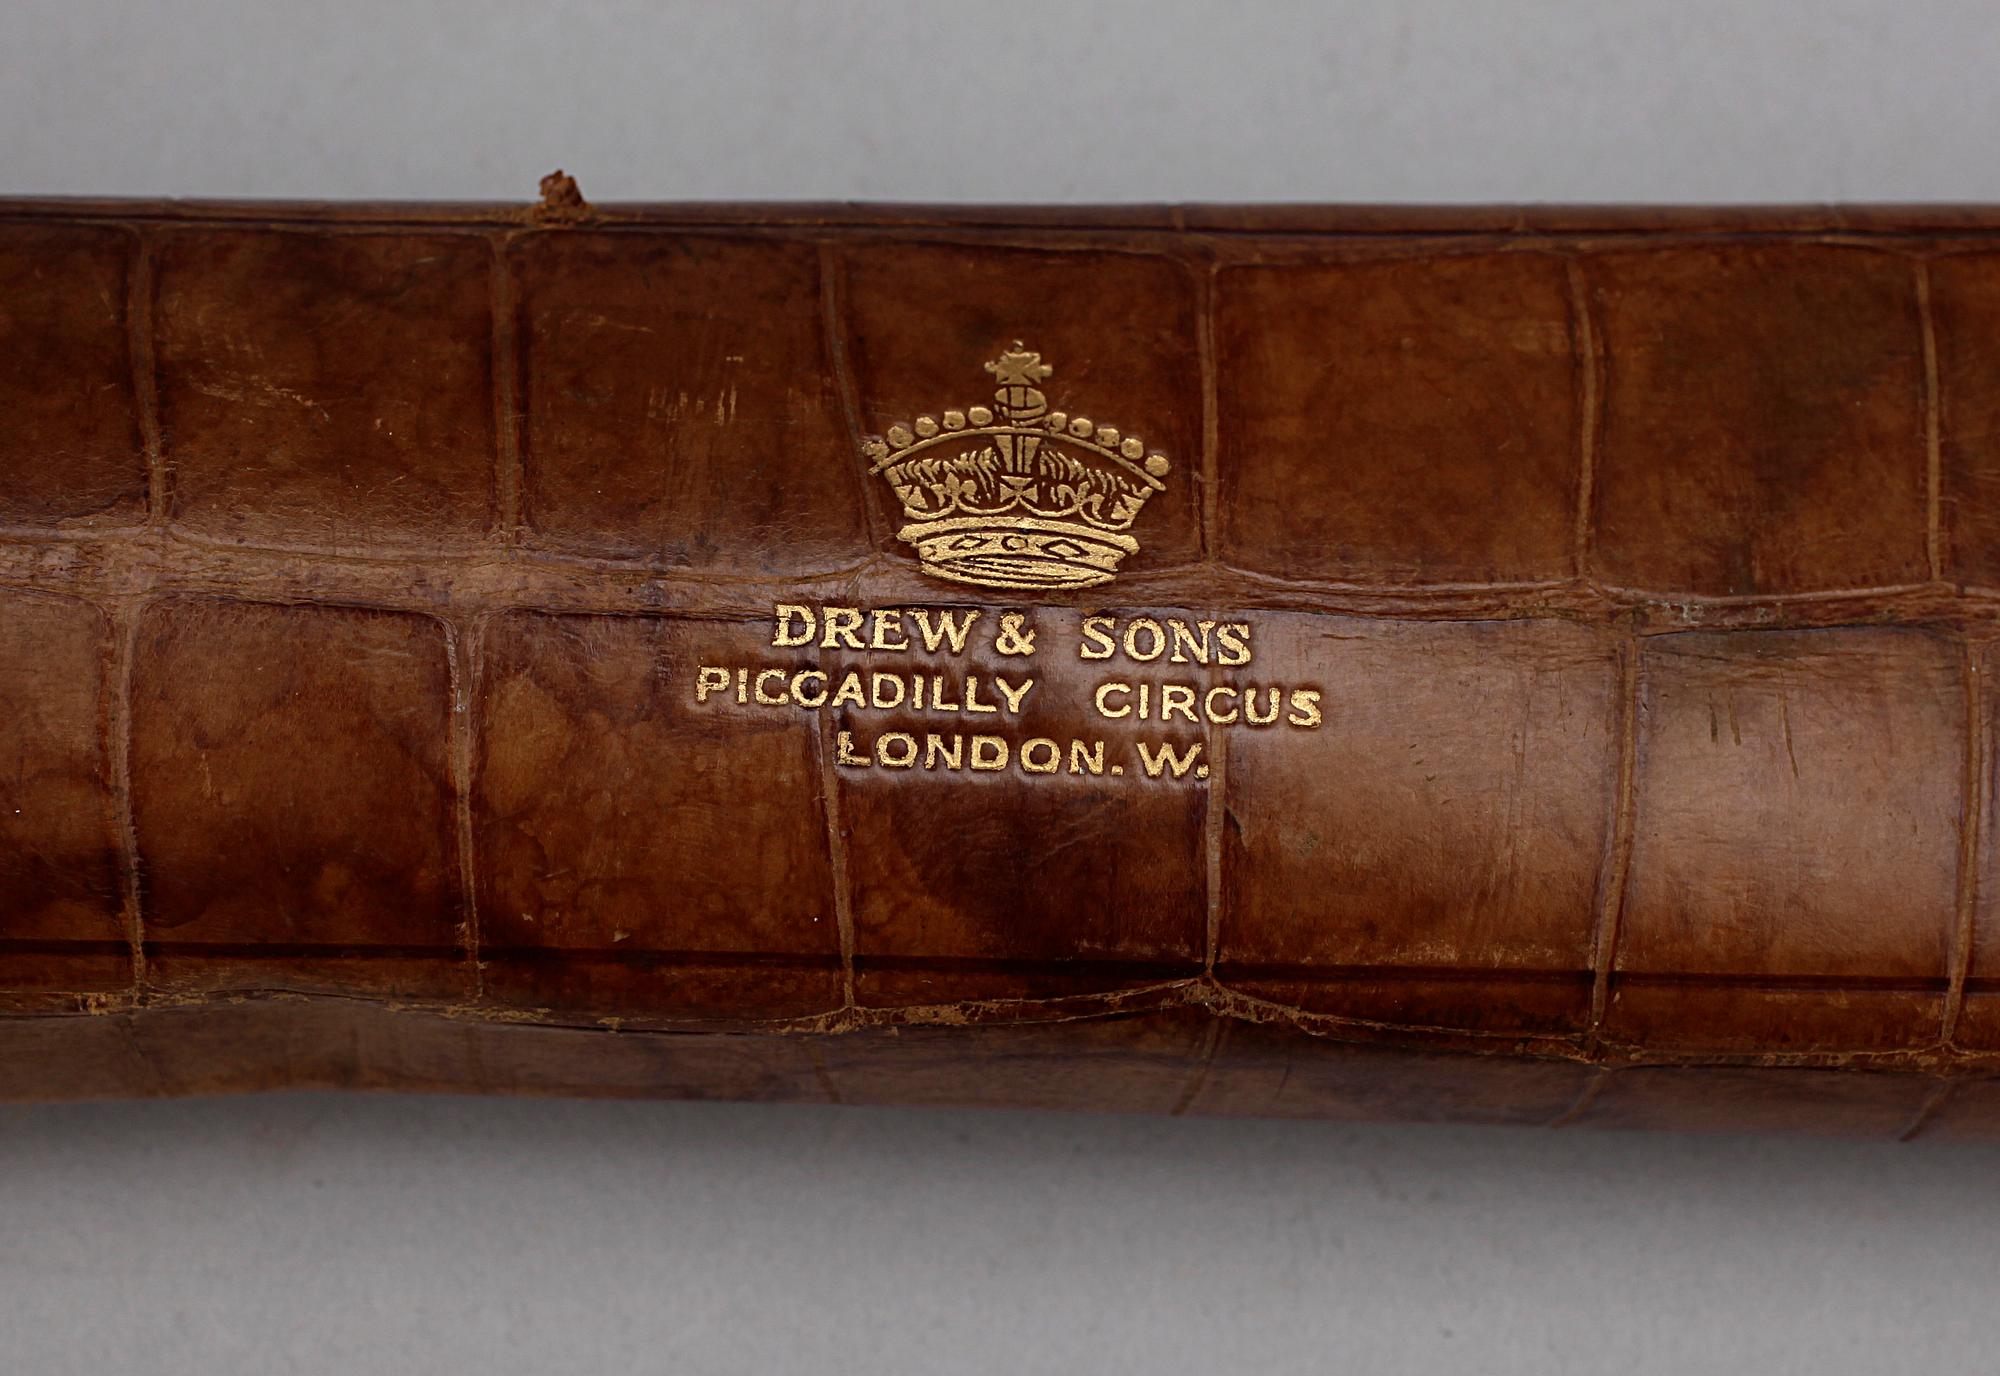 DREW & SONS
PICCADILLY CIRCUS
LONDON. W.